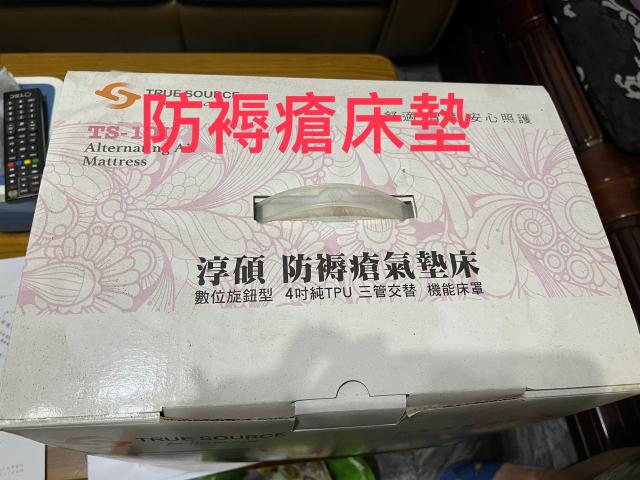 TRUE SOURCE
防褥瘡床墊
安心照護
Alternating Air
Mattress
淳碩 防褥瘡氣墊床
數位旋鈕型 4吋純TPU 三管交替 機能床罩
TRUE SOURCE